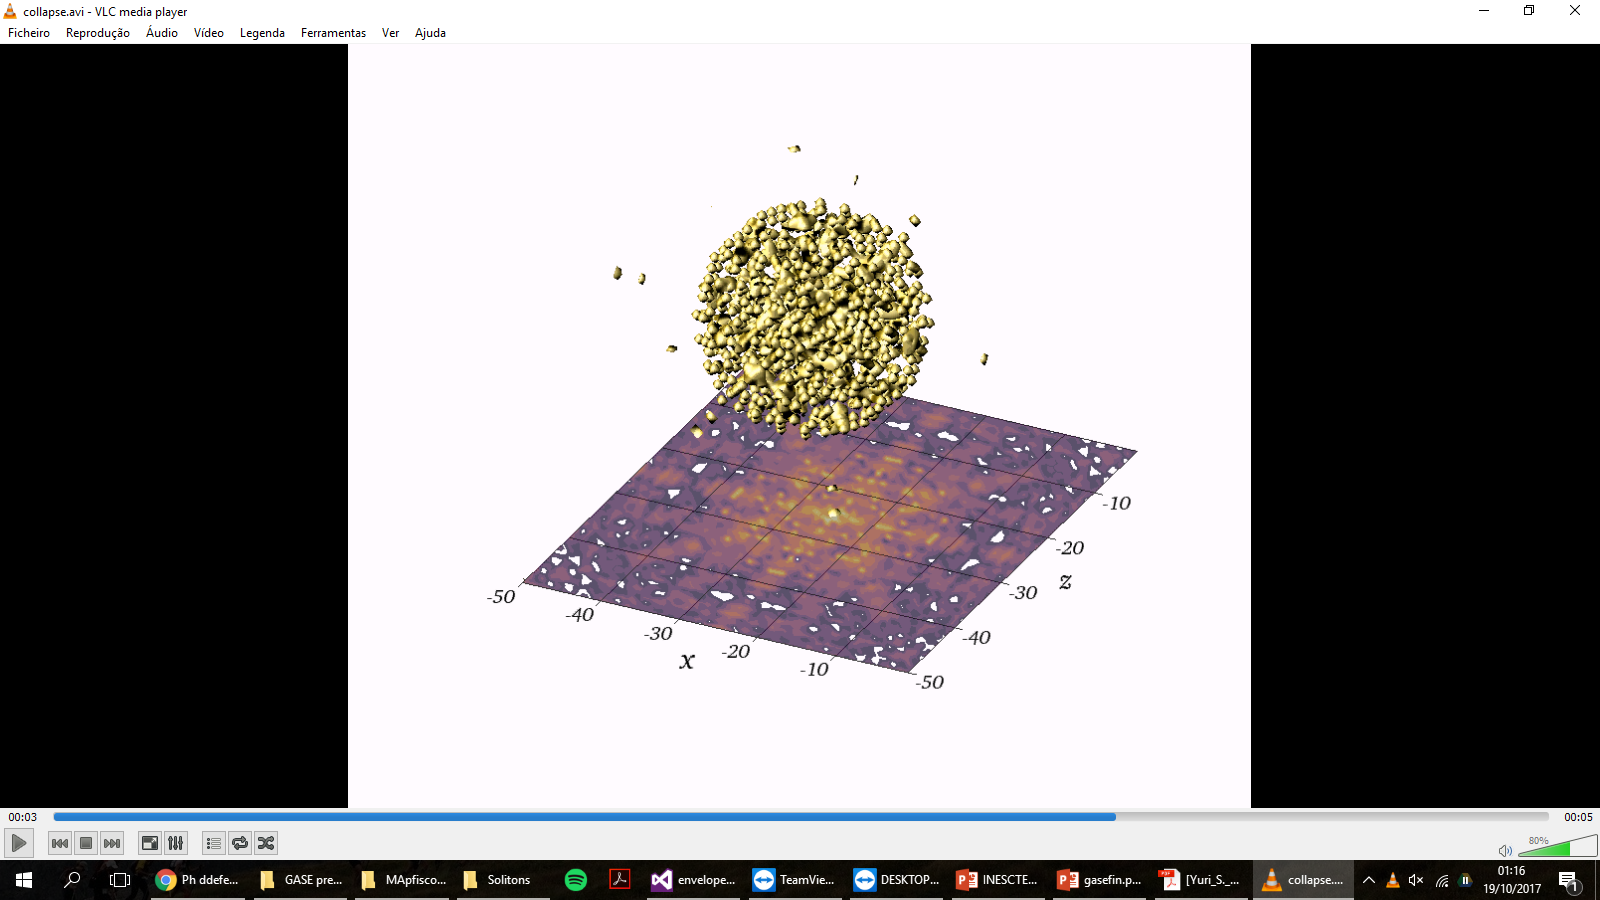 collapse.avi - VLC media player
Ficheiro Reprodução Áudio Vídeo Legenda Ferramentas Ver Ajuda
-10
-20
z
-30
-50
-40
-40
-30
x
-20
-10
-50
00:03
00:05
80%
Ph ddefe...
GASE pre...
MApfisco...
Solitons
envelope...
TeamVie...
DESKTOP...
INESCTE...
gasefin.p...
[Yuri_S._...
collapse....
01:16
19/10/2017
1